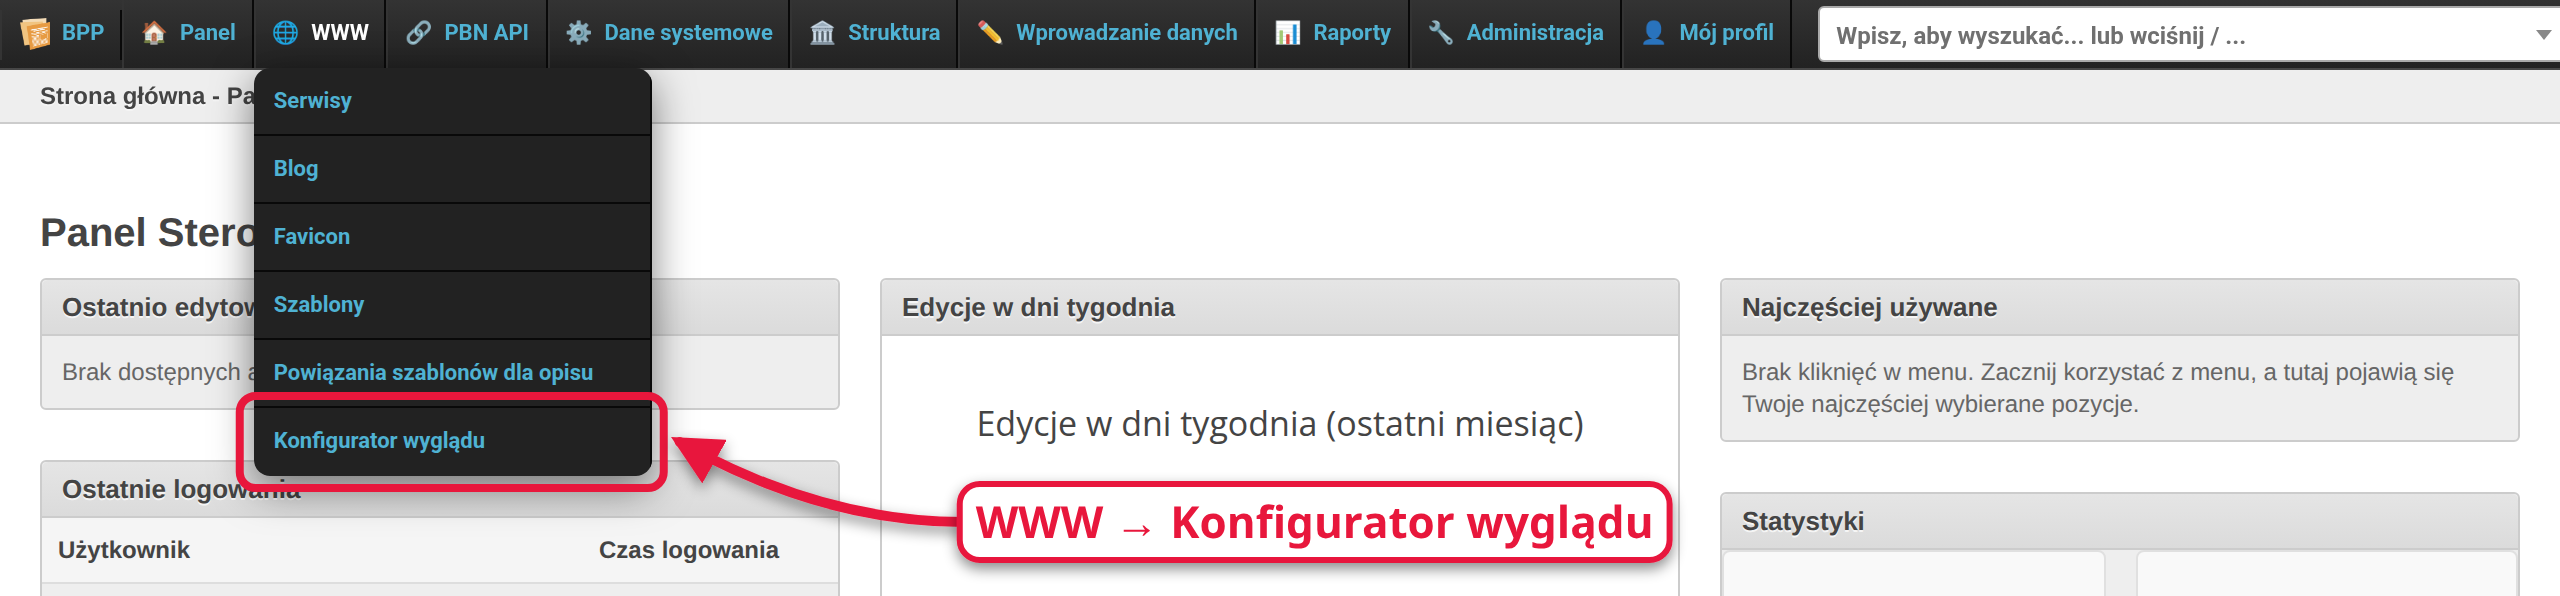 BPP
Panel
WWW
PBN API
Dane systemowe
Struktura
Wprowadzanie danych
Raporty
Administracja
Mój profil
Wpisz, aby wyszukać... lub wciśnij / ...
Strona główna - Pa
Serwisy
Blog
Favicon
Szablony
Powiązania szablonów dla opisu
Konfigurator wyglądu
Panel Stero
Ostatnio edytow
Brak dostępnych
Ostatnie logowania
Użytkownik Czas logowania
Edycje w dni tygodnia
Edycje w dni tygodnia (ostatni miesiąc)
WWW → Konfigurator wyglądu
Najczęściej używane
Brak kliknięć w menu. Zacznij korzystać z menu, a tutaj pojawią się
Twoje najczęściej wybierane pozycje.
Statystyki